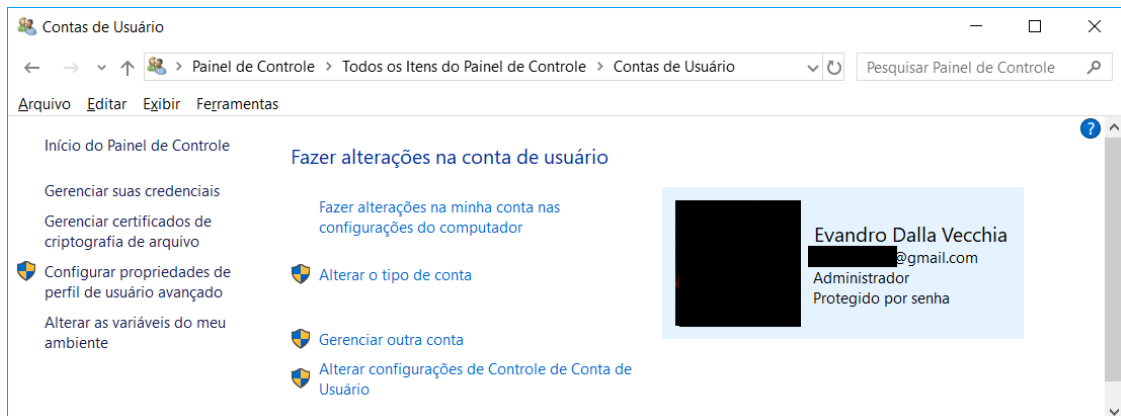 Contas de Usuário
Painel de Controle > Todos os Itens do Painel de Controle > Contas de Usuário
Pesquisar Painel de Controle
Arquivo Editar Exibir Ferramentas
Início do Painel de Controle
Gerenciar suas credenciais
Gerenciar certificados de
criptografia de arquivo
Configurar propriedades de
perfil de usuário avançado
Alterar as variáveis do meu
ambiente
Fazer alterações na conta de usuário
Fazer alterações na minha conta nas
configurações do computador
Alterar o tipo de conta
Gerenciar outra conta
Alterar configurações de Controle de Conta de
Usuário
Evandro Dalla Vecchia
@gmail.com
Administrador
Protegido por senha
?